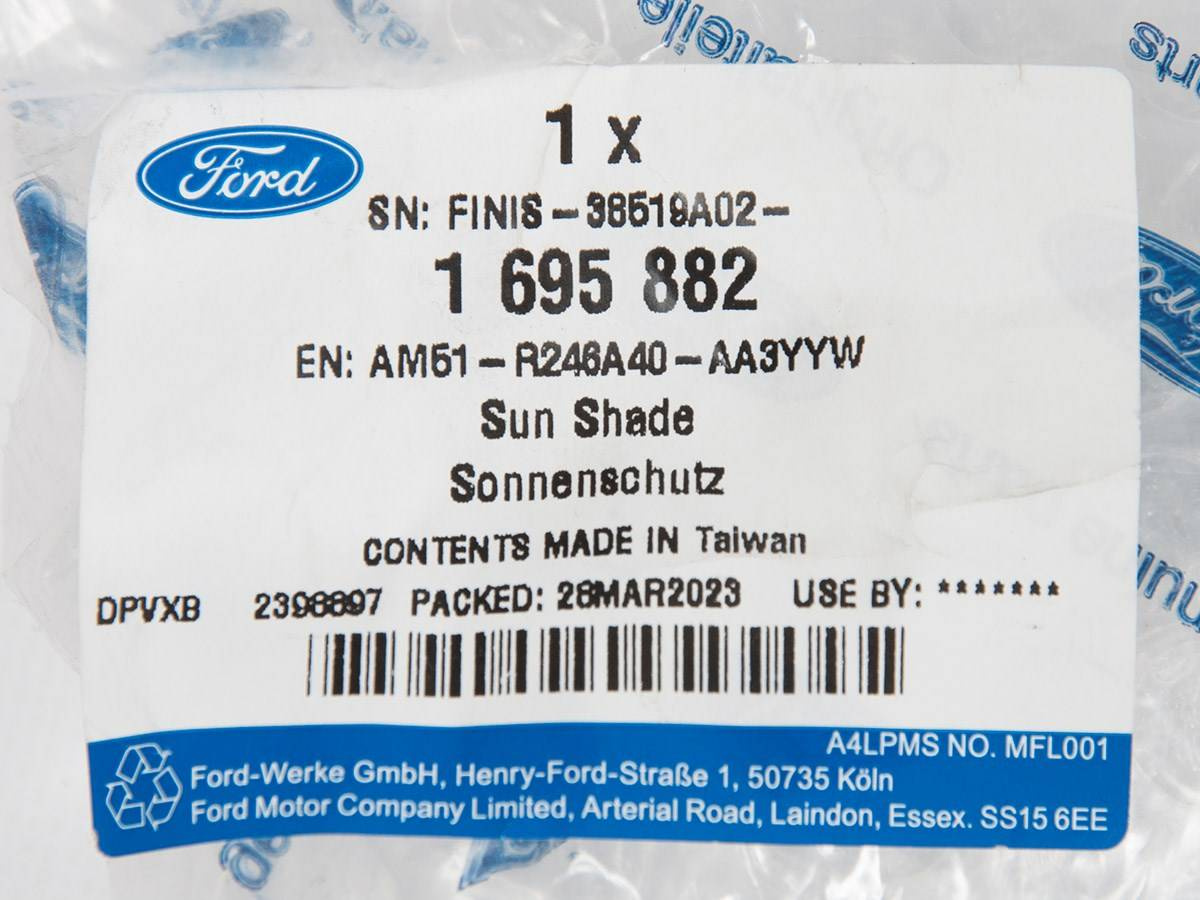 1 x
Ford
SN: FINIS - 38519A02 -
1 695 882
EN: AM51 - R246A40 - AA3YYW
Sun Shade
Sonnenschutz
CONTENTS MADE IN Taiwan
DPVXB PACKED: 28MAR2023 USE BY: *******
A4LPMS NO. MFL001
Ford-Werke GmbH, Henry-Ford-Straße 1, 50735 Köln
Ford Motor Company Limited, Arterial Road, Laindon, Essex. SS15 6EE